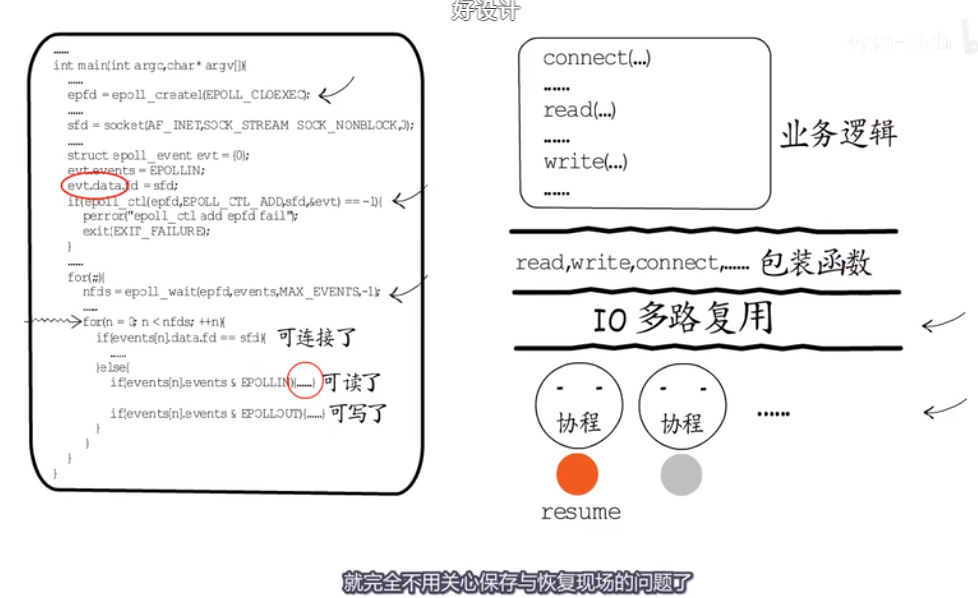 好设计
……
int main(int argc,char* argv[]){
……
epfd = epoll_create1(EPOLL_CLOEXEC);
……
sfd = socket(AF_INET,SOCK_STREAM SOCK_NONBLOCK,0);
……
struct epoll_event evt = {0};
evt.events = EPOLLIN;
evt.data.fd = sfd;
if(epoll_ctl(epfd,EPOLL_CTL_ADD,sfd,&evt) == -1){
perror("epoll_ctl add epfd fail");
exit(EXIT_FAILURE);
}
……
for(;;){
nfds = epoll_wait(epfd,events,MAX_EVENTS,-1);
……
for(n = 0; n < nfds; ++n){
if(events[n].data.fd == sfd){ 可连接了
……
}else{
if(events[n].events & EPOLLIN){……} 可读了
if(events[n].events & EPOLLOUT){……} 可写了
}
}
}
}
connect(…)
……
read(…)
……
write(…)
……
业务逻辑
read,write,connect,…… 包装函数
IO 多路复用
协程 协程 ……
resume
就完全不用关心保存与恢复现场的问题了